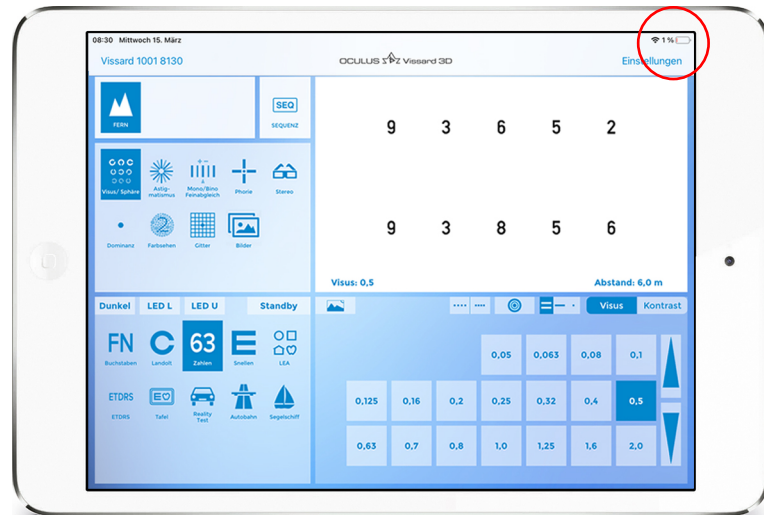 08:30 Mittwoch 15. März
1 %
Vissard 1001 8130
OCULUS Vissard 3D
Einstellungen
FERN
SEQ
SEQUENZ
Visus/ Sphäre
Astig-
matismus
Mono/Bino
Feinabgleich
Phorie
Stereo
Dominanz
Farbsehen
Gitter
Bilder
9 3 6 5 2
9 3 8 5 6
Visus: 0,5
Abstand: 6,0 m
Dunkel LED L LED U Standby
Visus Kontrast
FN
Buchstaben
C
Landolt
63
Zahlen
E
Snellen
LEA
ETDRS
ETDRS
E
Tafel
Reality
Test
Autobahn
Segelschiff
0,05 0,063 0,08 0,1
0,125 0,16 0,2 0,25 0,32 0,4 0,5
0,63 0,7 0,8 1,0 1,25 1,6 2,0